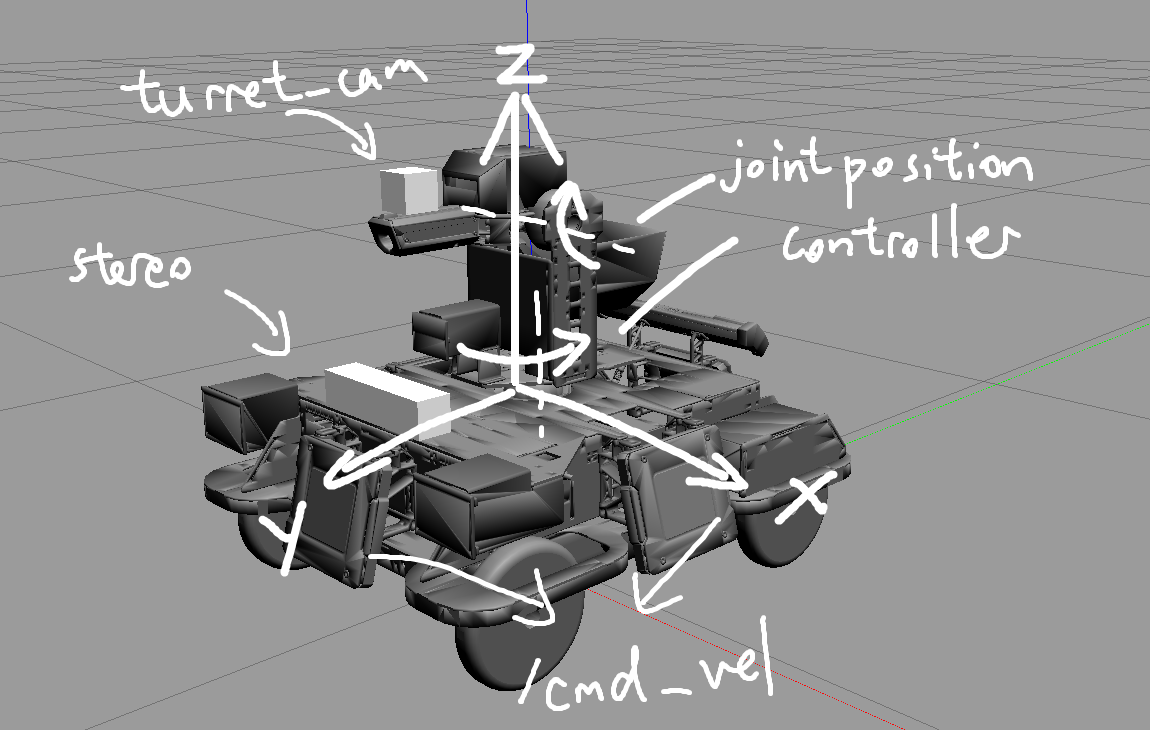 Z
turret_cam
joint position
controller
stereo
X
Y
/cmd_vel